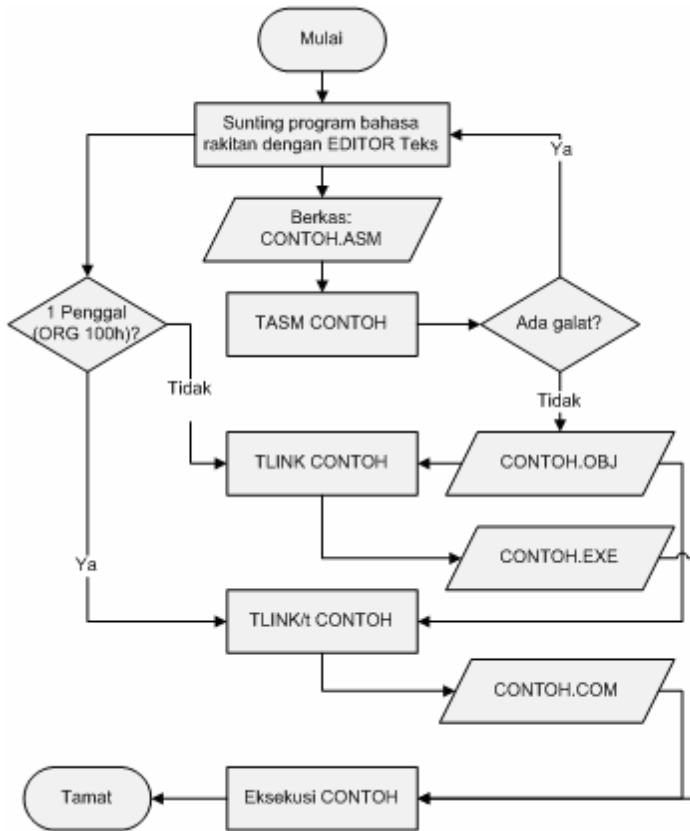 Mulai
Sunting program bahasa
rakitan dengan EDITOR Teks
Ya
Berkas:
CONTOH.ASM
1 Penggal
(ORG 100h)?
TASM CONTOH
Ada galat?
Tidak
Tidak
TLINK CONTOH
CONTOH.OBJ
Ya
CONTOH.EXE
TLINK/t CONTOH
CONTOH.COM
Tamat
Eksekusi CONTOH